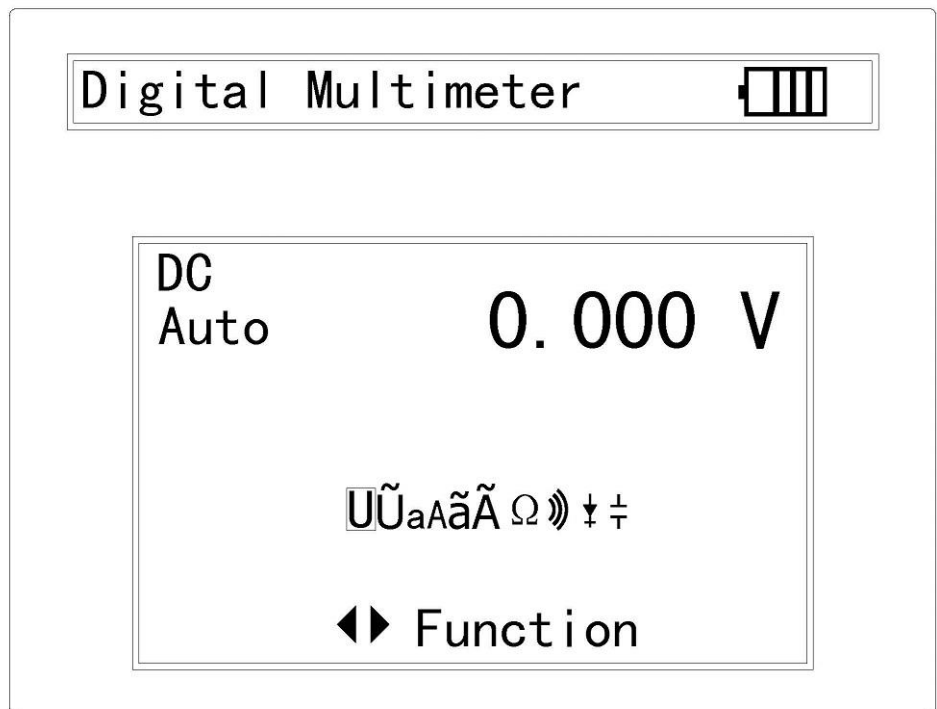 Digital Multimeter
DC
Auto
0.000 V
UŨaAãÃ Ω
Function